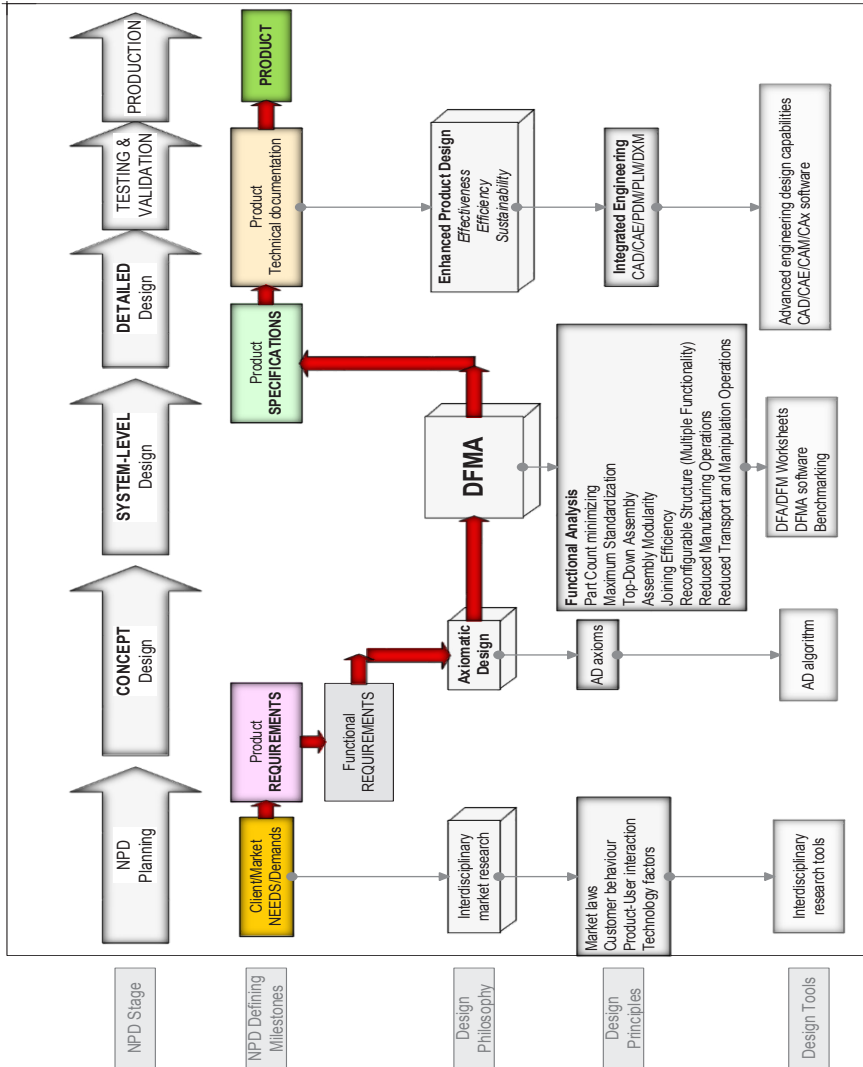 NPD Stage
NPD
Planning
CONCEPT
Design
SYSTEM-LEVEL
Design
DETAILED
Design
TESTING &
VALIDATION
PRODUCTION
NPD Defining
Milestones
Client/Market
NEEDS/Demands
Product
REQUIREMENTS
Functional
REQUIREMENTS
Product
SPECIFICATIONS
Product
Technical documentation
PRODUCT
Design
Philosophy
Interdisciplinary
market research
Axiomatic
Design
DFMA
Enhanced Product Design
Effectiveness
Efficiency
Sustainability
Design
Principles
Market laws
Customer behaviour
Product-User interaction
Technology factors
AD axioms
Functional Analysis
Part Count minimizing
Maximum Standardization
Top-Down Assembly
Assembly Modularity
Joining Efficiency
Reconfigurable Structure (Multiple Functionality)
Reduced Manufacturing Operations
Reduced Transport and Manipulation Operations
Integrated Engineering
CAD/CAE/PDM/PLM/DXM
Design Tools
Interdisciplinary
research tools
AD algorithm
DFA/DFM Worksheets
DFMA software
Benchmarking
Advanced engineering design capabilities
CAD/CAE/CAM/CAx software